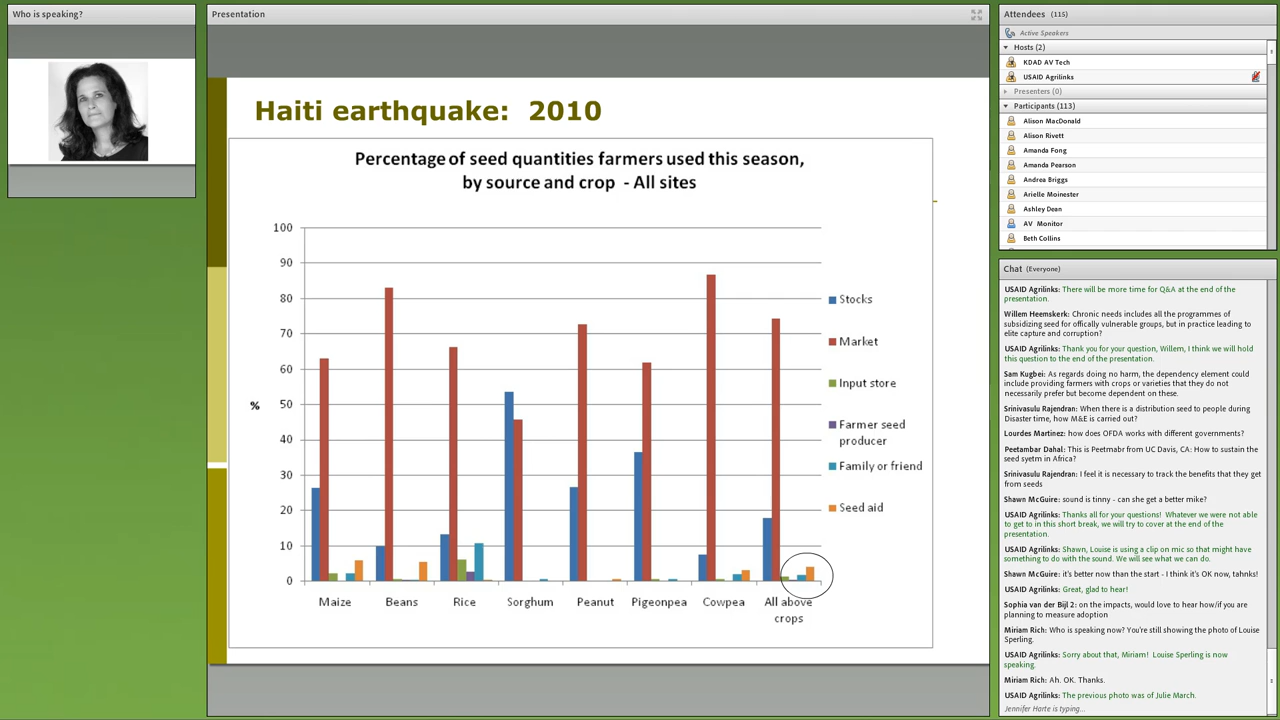 Who is speaking?
Presentation
Haiti earthquake: 2010
Percentage of seed quantities farmers used this season,
by source and crop - All sites
100
90
80
70
60
50
40
30
20
10
0
%
Maize
Beans
Rice
Sorghum
Peanut
Pigeonpea
Cowpea
All above
crops
Stocks
Market
Input store
Farmer seed
producer
Family or friend
Seed aid
Attendees (115)
Active Speakers
Hosts (2)
KDAD AV Tech
USAID Agrilinks
Presenters (0)
Participants (113)
Alison MacDonald
Alison Rivett
Amanda Fong
Amanda Pearson
Andrea Briggs
Arielle Moinester
Ashley Dean
AV Monitor
Beth Collins
Chat (Everyone)
USAID Agrilinks: There will be more time for Q&A at the end of the
presentation.
Willem Heemskerk: Chronic needs includes all the programmes of
subsidizing seed for offically vulnerable groups, but in practice leading to
elite capture and corruption?
USAID Agrilinks: Thank you for your question, Willem, I think we will hold
this question to the end of the presentation.
Sam Kugbei: As regards doing no harm, the dependency element could
include providing farmers with crops or varieties that they do not
necessarily prefer but become dependent on these.
Srinivasulu Rajendran: When there is a distribution seed to people during
Disaster time, how M&E is carried out?
Lourdes Martinez: how does OFDA works with different governments?
Peetambar Dahal: This is Peetmabr from UC Davis, CA: How to sustain the
seed syetm in Africa?
Srinivasulu Rajendran: I feel it is necessary to track the benefits that they get
from seeds
Shawn McGuire: sound is tinny - can she get a better mike?
USAID Agrilinks: Thanks all for your questions! Whatever we were not able
to get to in this short break, we will try to cover at the end of the
presentation.
USAID Agrilinks: Shawn, Louise is using a clip on mic so that might have
something to do with the sound. We will see what we can do.
Shawn McGuire: it's better now than the start - I think it's OK now, tahnks!
USAID Agrilinks: Great, glad to hear!
Sophia van der Bijl 2: on the impacts, would love to hear how/if you are
planning to measure adoption
Miriam Rich: Who is speaking now? You're still showing the photo of Louise
Sperling.
USAID Agrilinks: Sorry about that, Miriam! Louise Sperling is now
speaking.
Miriam Rich: Ah. OK. Thanks.
USAID Agrilinks: The previous photo was of Julie March.
Jennifer Harte is typing...